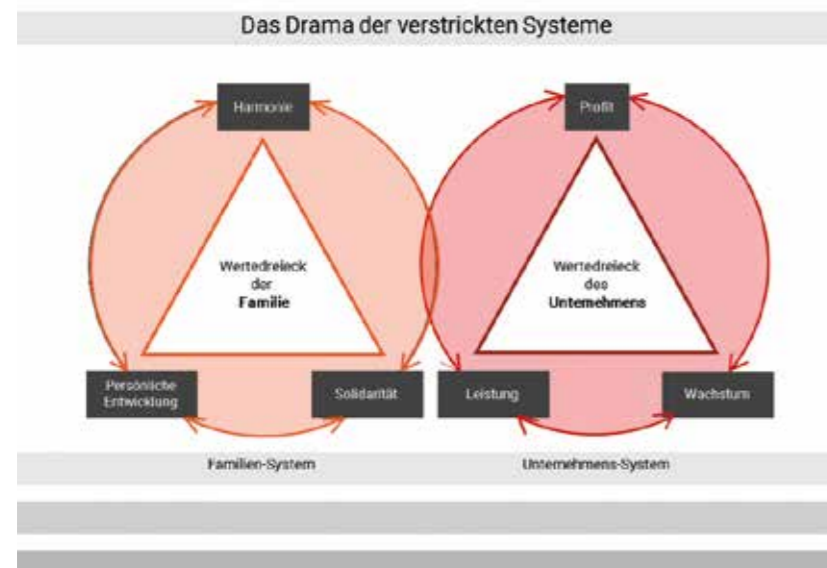 Das Drama der verstrickten Systeme
Harmonie
Profit
Wertedreieck
der
Familie
Wertedreieck
des
Unternehmens
Persönliche
Entwicklung
Solidarität
Leistung
Wachstum
Familien-System
Unternehmens-System